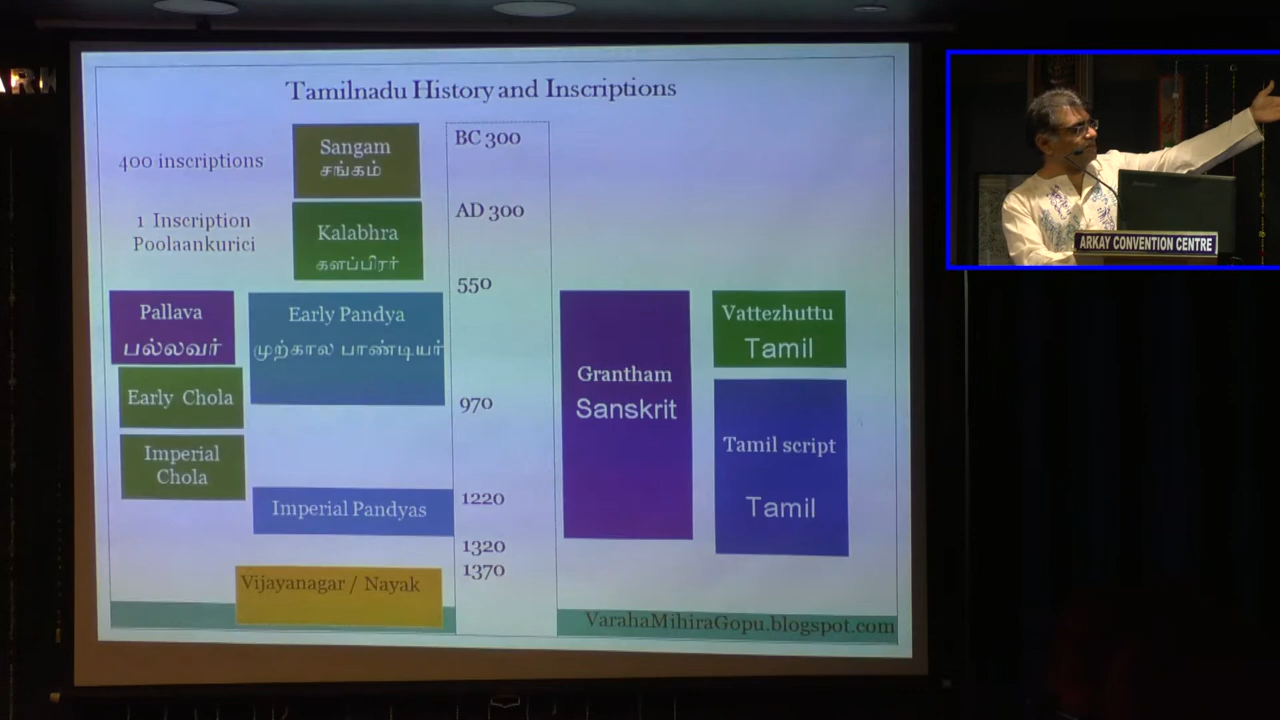 ARK
Tamilnadu History and Inscriptions
400 inscriptions
Sangam
சங்கம்
BC 300
1 Inscription
Poolaankurici
Kalabhra
களப்பிரர்
AD 300
550
Pallava
பல்லவர்
Early Pandya
முற்கால பாண்டியர்
Early Chola
970
Imperial
Chola
Imperial Pandyas
1220
1320
1370
Vijayanagar / Nayak
Grantham
Sanskrit
Vattezhuttu
Tamil
Tamil script
Tamil
VarahaMihiraGopu.blogspot.com
ARKAY CONVENTION CENTRE